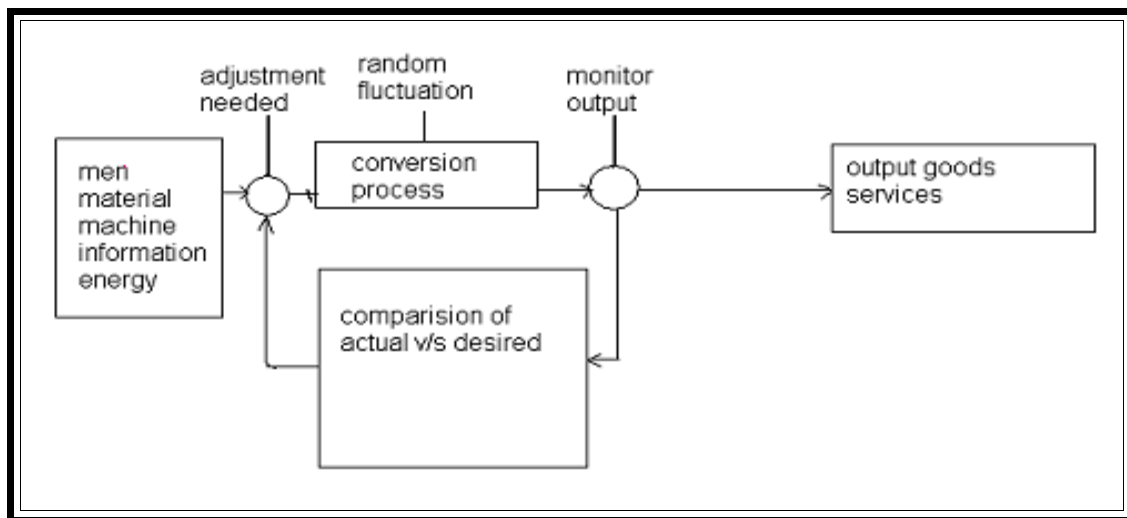 adjustment
needed
random
fluctuation
monitor
output
men
material
machine
information
energy
conversion
process
output goods
services
comparision of
actual v/s desired